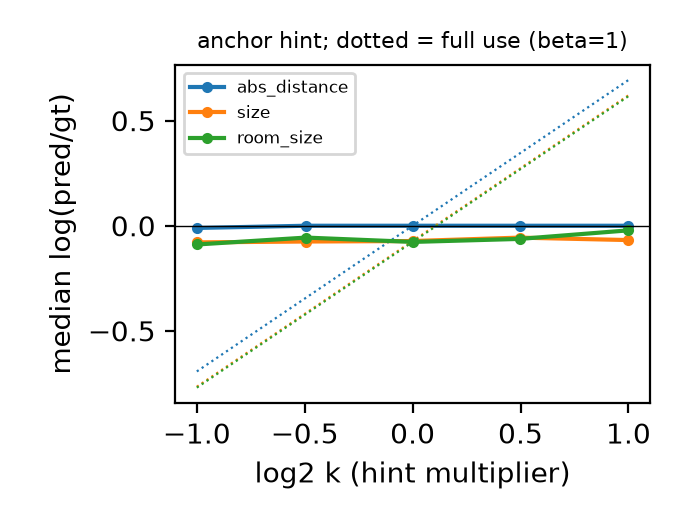 anchor hint; dotted = full use (beta=1)
abs_distance
size
room_size
0.5
0.0
−0.5
median log(pred/gt)
−1.0 −0.5 0.0 0.5 1.0
log2 k (hint multiplier)